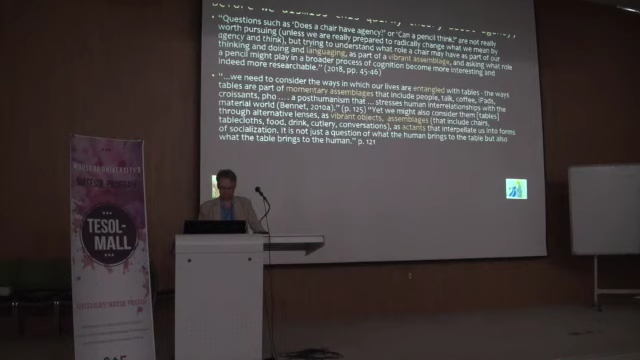 • "Questions such as 'Does a chair have agency?' or 'Can a pencil think?' are not really
worth pursuing (unless we are really prepared to radically change what we mean by
agency and think), but trying to understand what role a chair may have as part of our
thinking and doing and languaging, as part of a vibrant assemblage, and asking what role
a pencil might play in a broader process of cognition become more interesting and
indeed more researchable." (2018, pp. 45-46)
• "...we need to consider the ways in which our lives are entangled with tables - the ways
tables are part of momentary assemblages that include people, talk, coffee, iPads,
croissants, pho .... a posthumanism that ... stresses human interrelationships with the
material world (Bennet, 2010a)." (p. 125) "Yet we might also consider them [tables]
through alternative lenses, as vibrant objects, assemblages (that include chairs,
tablecloths, food, drink, cutlery, conversations), as actants that interpellate us into forms
of socialization. It is not just a question of what the human brings to the table but also
what the table brings to the human." p. 121
TESOL-
MALL